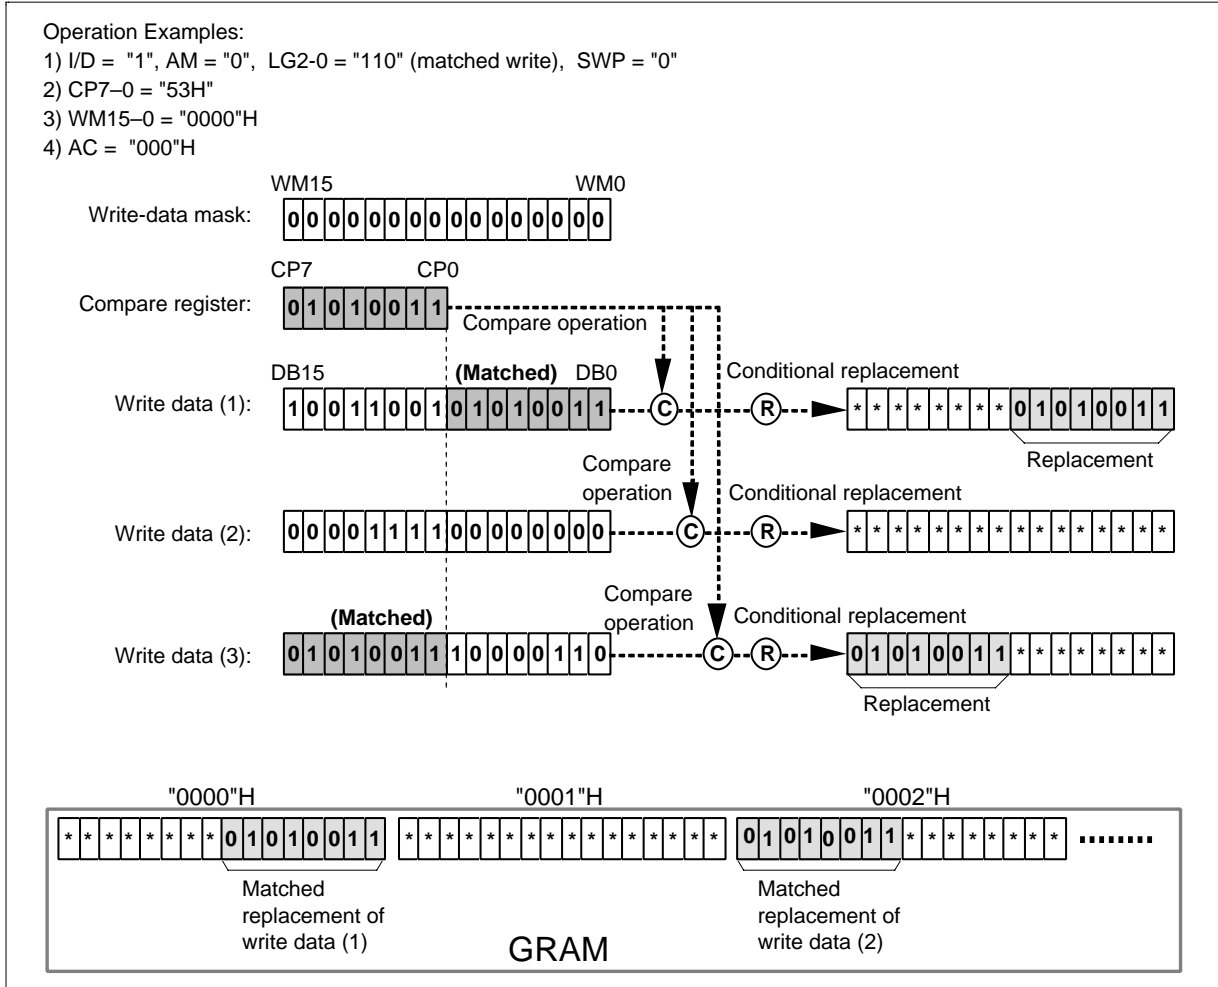 Operation Examples:
1) I/D = "1", AM = "0", LG2-0 = "110" (matched write), SWP = "0"
2) CP7–0 = "53H"
3) WM15–0 = "0000"H
4) AC = "000"H
WM15 WM0
Write-data mask: 0 0 0 0 0 0 0 0 0 0 0 0 0 0 0 0
CP7 CP0
Compare register: 0 1 0 1 0 0 1 1
Compare operation
DB15 (Matched) DB0 Conditional replacement
Write data (1): 1 0 0 1 1 0 0 1 0 1 0 1 0 0 1 1 C R * * * * * * * * 0 1 0 1 0 0 1 1
Replacement
Compare
operation Conditional replacement
Write data (2): 0 0 0 0 1 1 1 1 0 0 0 0 0 0 0 0 C R * * * * * * * * * * * * * * * *
Compare
(Matched) operation Conditional replacement
Write data (3): 0 1 0 1 0 0 1 1 1 0 0 0 0 1 1 0 C R 0 1 0 1 0 0 1 1 * * * * * * * *
Replacement
"0000"H "0001"H "0002"H
* * * * * * * * 0 1 0 1 0 0 1 1 * * * * * * * * * * * * * * * * 0 1 0 1 0 0 1 1 * * * * * * * * ........
Matched
replacement of
write data (1)
Matched
replacement of
write data (2)
GRAM